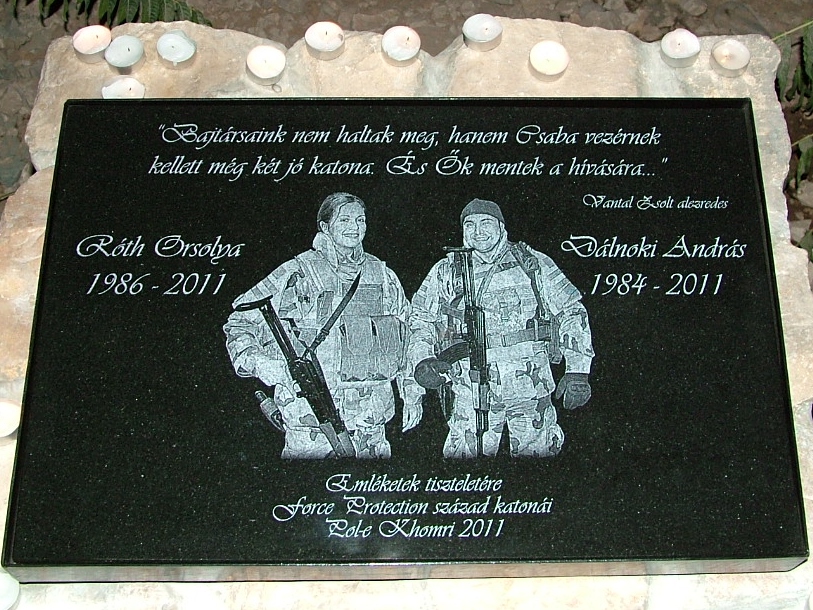 "Bajtársaink nem haltak meg, hanem Csaba vezérnek
kellett még két jó katona. És Ők mentek a hívására..."
Vantal Zsolt alezredes
Róth Orsolya
1986 - 2011
Dálnoki András
1984 - 2011
Emléketek tiszteletére
Force Protection század katonái
Pol-e Khomri 2011